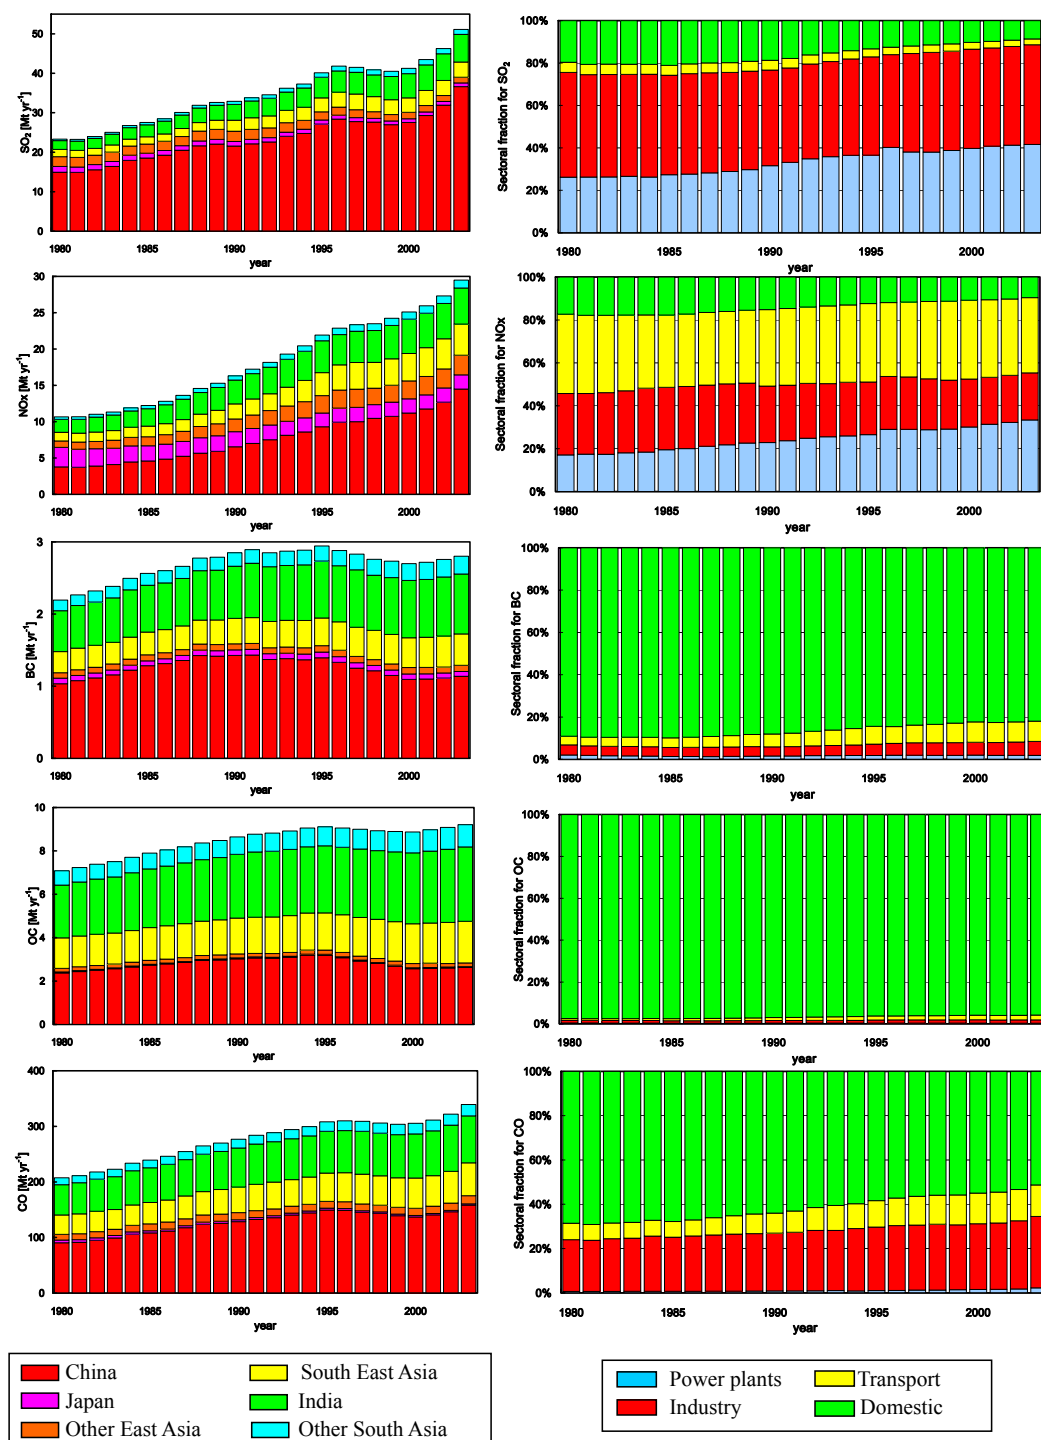 50
40
30
20
10
0
SO2 [Mt yr-1]
1980 1985 1990 1995 2000
year
100%
80%
60%
40%
20%
0%
Sectoral fraction for SO2
1980 1985 1990 1995 2000
year
30
25
20
15
10
5
0
NOx [Mt yr-1]
1980 1985 1990 1995 2000
year
100%
80%
60%
40%
20%
0%
Sectoral fraction for NOx
1980 1985 1990 1995 2000
year
3
2
1
0
BC [Mt yr-1]
1980 1985 1990 1995 2000
year
100%
80%
60%
40%
20%
0%
Sectoral fraction for BC
1980 1985 1990 1995 2000
year
10
8
6
4
2
0
OC [Mt yr-1]
1980 1985 1990 1995 2000
year
100%
80%
60%
40%
20%
0%
Sectoral fraction for OC
1980 1985 1990 1995 2000
year
400
300
200
100
0
CO [Mt yr-1]
1980 1985 1990 1995 2000
year
100%
80%
60%
40%
20%
0%
Sectoral fraction for CO
1980 1985 1990 1995 2000
year
China South East Asia
Japan India
Other East Asia Other South Asia
Power plants Transport
Industry Domestic